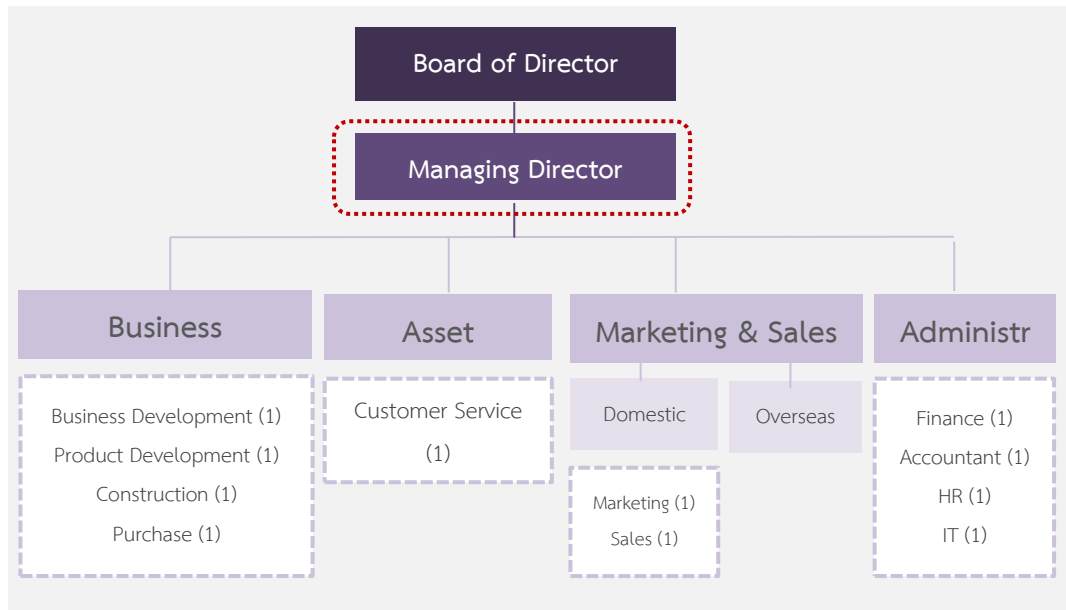 Board of Director
Managing Director
Business
Asset
Marketing & Sales
Administr
Business Development (1)
Product Development (1)
Construction (1)
Purchase (1)
Customer Service
(1)
Domestic
Overseas
Marketing (1)
Sales (1)
Finance (1)
Accountant (1)
HR (1)
IT (1)